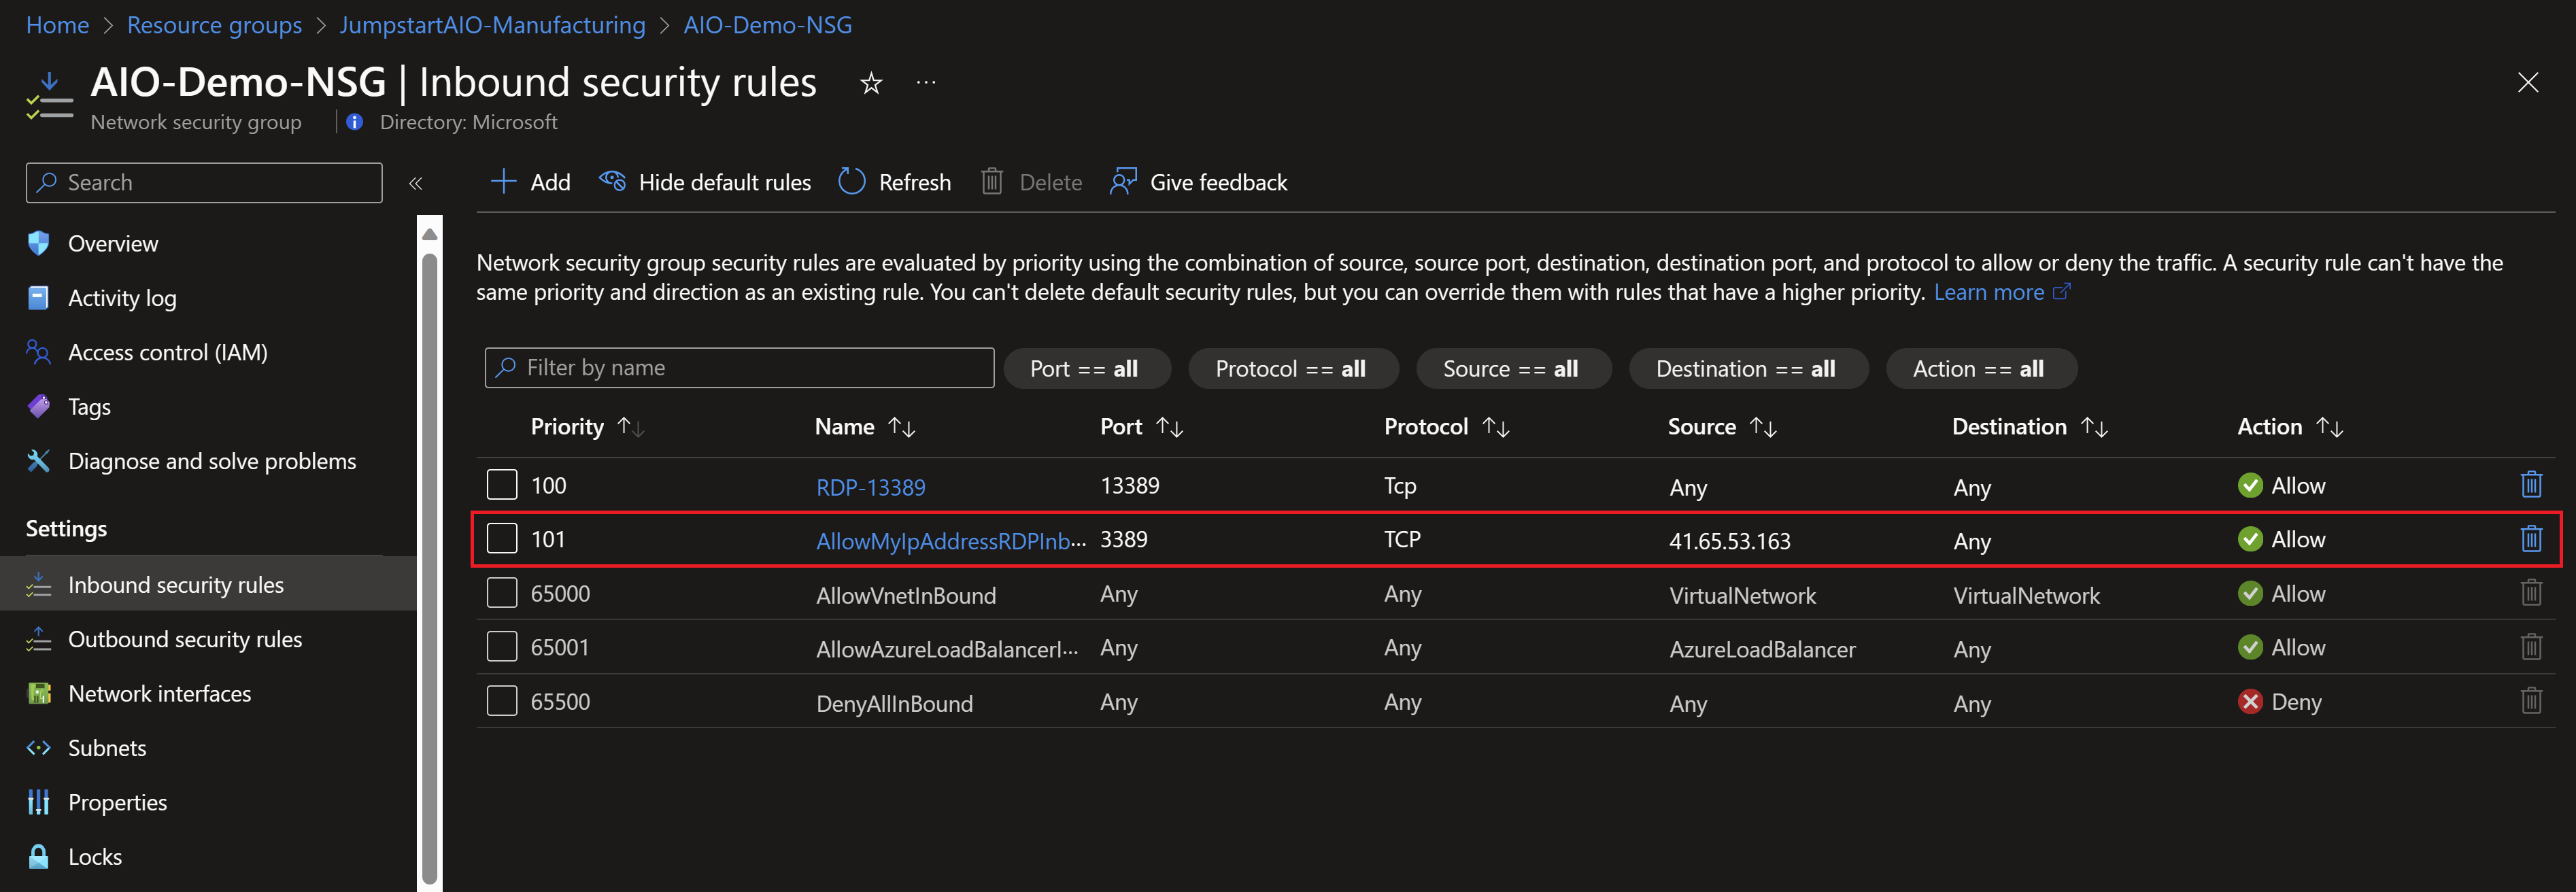 Home > Resource groups > JumpstartAIO-Manufacturing > AIO-Demo-NSG
AIO-Demo-NSG | Inbound security rules ☆ ···
Network security group | Directory: Microsoft
Search «
Overview
Activity log
Access control (IAM)
Tags
Diagnose and solve problems
Settings
Inbound security rules
Outbound security rules
Network interfaces
Subnets
Properties
Locks
Add Hide default rules Refresh Delete Give feedback
Network security group security rules are evaluated by priority using the combination of source, source port, destination, destination port, and protocol to allow or deny the traffic. A security rule can't have the
same priority and direction as an existing rule. You can't delete default security rules, but you can override them with rules that have a higher priority. Learn more
Filter by name Port == all Protocol == all Source == all Destination == all Action == all
Priority ↑↓ Name ↑↓ Port ↑↓ Protocol ↑↓ Source ↑↓ Destination ↑↓ Action ↑↓
100 RDP-13389 13389 Tcp Any Any Allow
101 AllowMyIpAddressRDPInb··· 3389 TCP 41.65.53.163 Any Allow
65000 AllowVnetInBound Any Any VirtualNetwork VirtualNetwork Allow
65001 AllowAzureLoadBalancerI··· Any Any AzureLoadBalancer Any Allow
65500 DenyAllInBound Any Any Any Any Deny